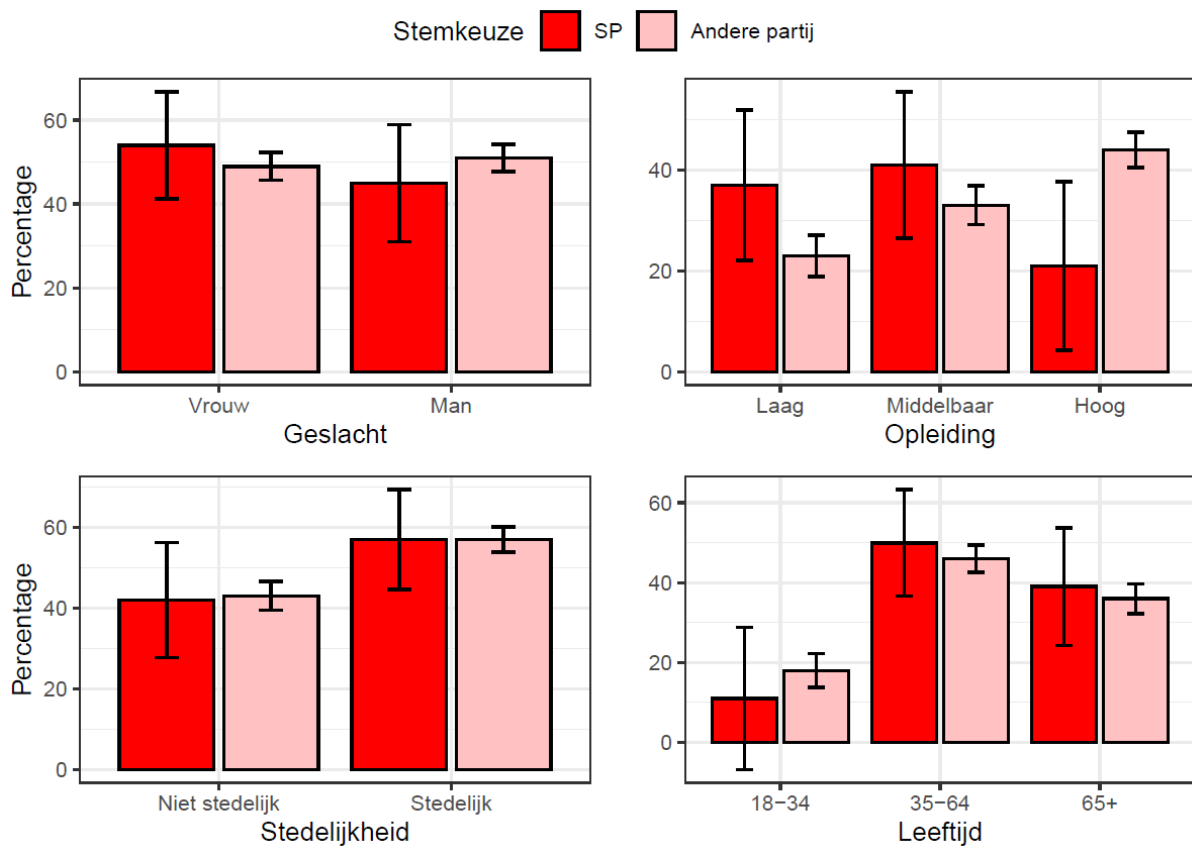 Stemkeuze SP Andere partij
Percentage
60
40
20
0
Vrouw Man
Geslacht
40
20
0
Laag Middelbaar Hoog
Opleiding
Percentage
60
40
20
0
Niet stedelijk Stedelijk
Stedelijkheid
60
40
20
0
18−34 35−64 65+
Leeftijd